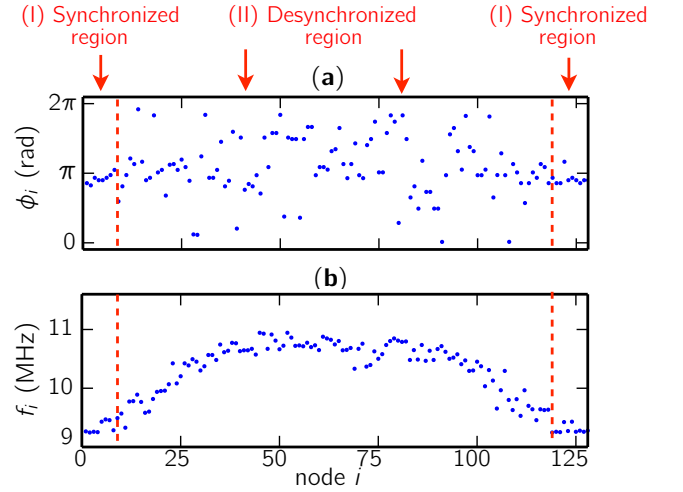 (I) Synchronized region
(II) Desynchronized region
(I) Synchronized region
(a)
2π
π
0
ϕᵢ (rad)
(b)
11
10
9
fᵢ (MHz)
0 25 50 75 100 125
node i